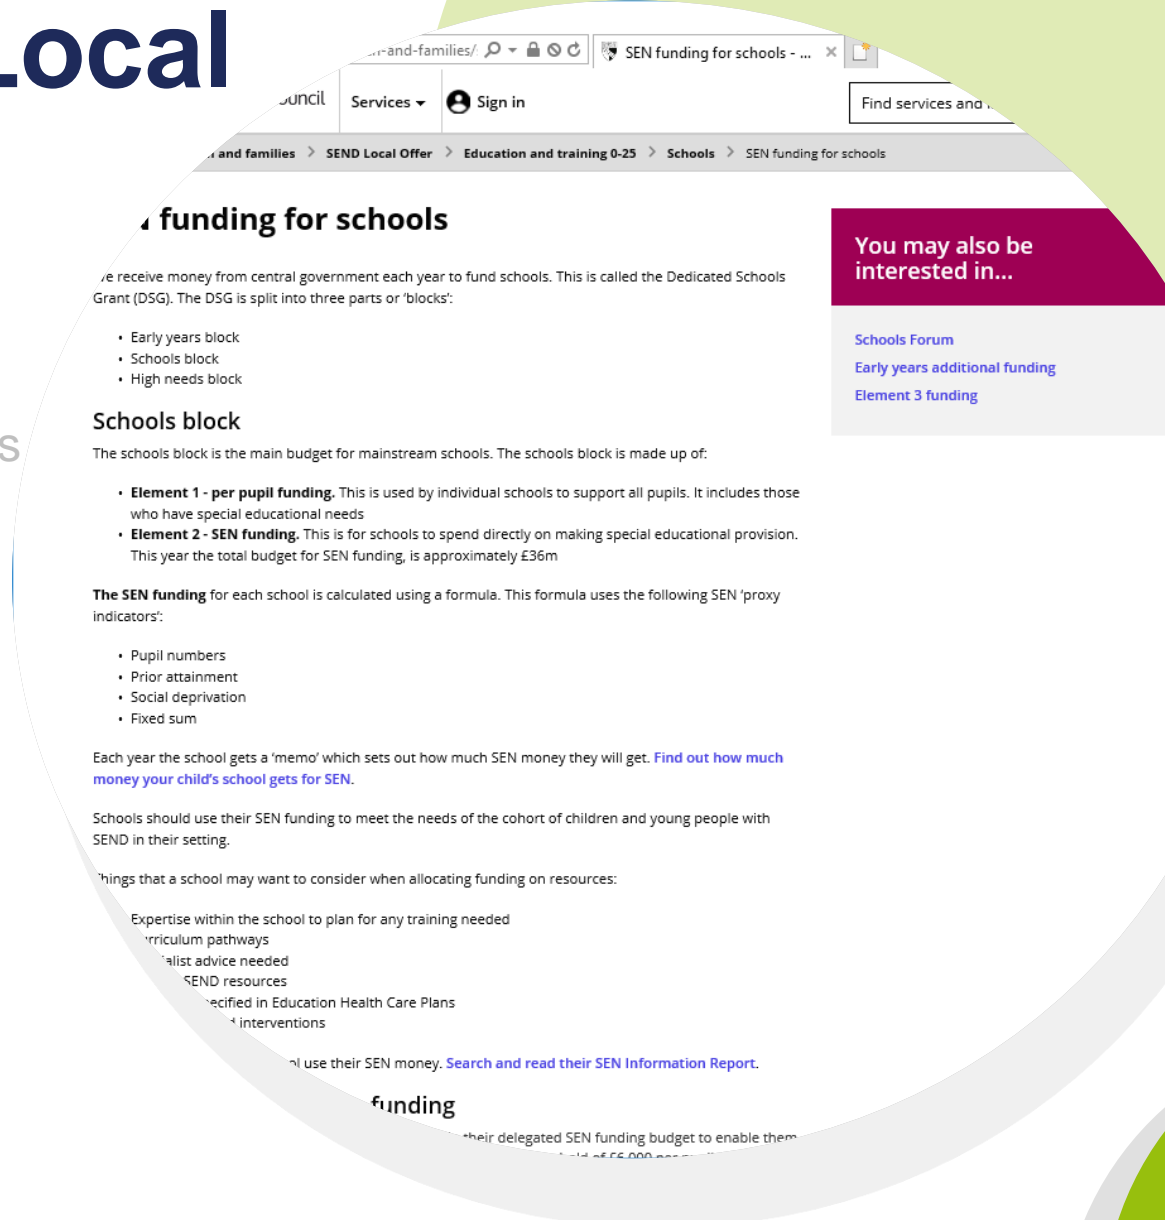 Local
and-families/
SEN funding for schools - ...
Services
Sign in
Find services and
and families > SEND Local Offer > Education and training 0-25 > Schools > SEN funding for schools
funding for schools
You may also be
interested in...
receive money from central government each year to fund schools. This is called the Dedicated Schools
Grant (DSG). The DSG is split into three parts or ‘blocks’:
• Early years block
• Schools block
• High needs block
Schools Forum
Early years additional funding
Element 3 funding
Schools block
s
The schools block is the main budget for mainstream schools. The schools block is made up of:
• Element 1 - per pupil funding. This is used by individual schools to support all pupils. It includes those
who have special educational needs
• Element 2 - SEN funding. This is for schools to spend directly on making special educational provision.
This year the total budget for SEN funding, is approximately £36m
The SEN funding for each school is calculated using a formula. This formula uses the following SEN ‘proxy
indicators’:
• Pupil numbers
• Prior attainment
• Social deprivation
• Fixed sum
Each year the school gets a ‘memo’ which sets out how much SEN money they will get. Find out how much
money your child’s school gets for SEN.
Schools should use their SEN funding to meet the needs of the cohort of children and young people with
SEND in their setting.
Things that a school may want to consider when allocating funding on resources:
Expertise within the school to plan for any training needed
curriculum pathways
advice needed
SEND resources
in Education Health Care Plans
interventions
use their SEN money. Search and read their SEN Information Report.
funding
their delegated SEN funding budget to enable them
of £6,000 per